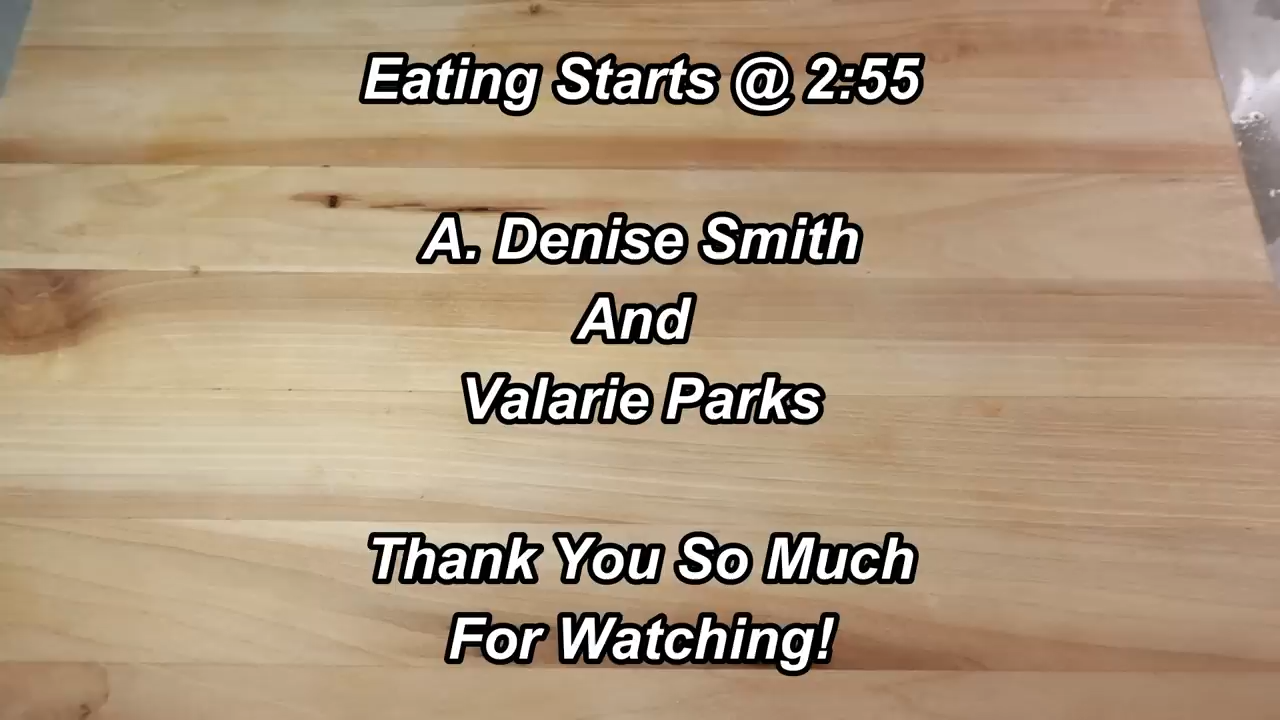 Eating Starts @ 2:55
A. Denise Smith
And
Valarie Parks
Thank You So Much
For Watching!